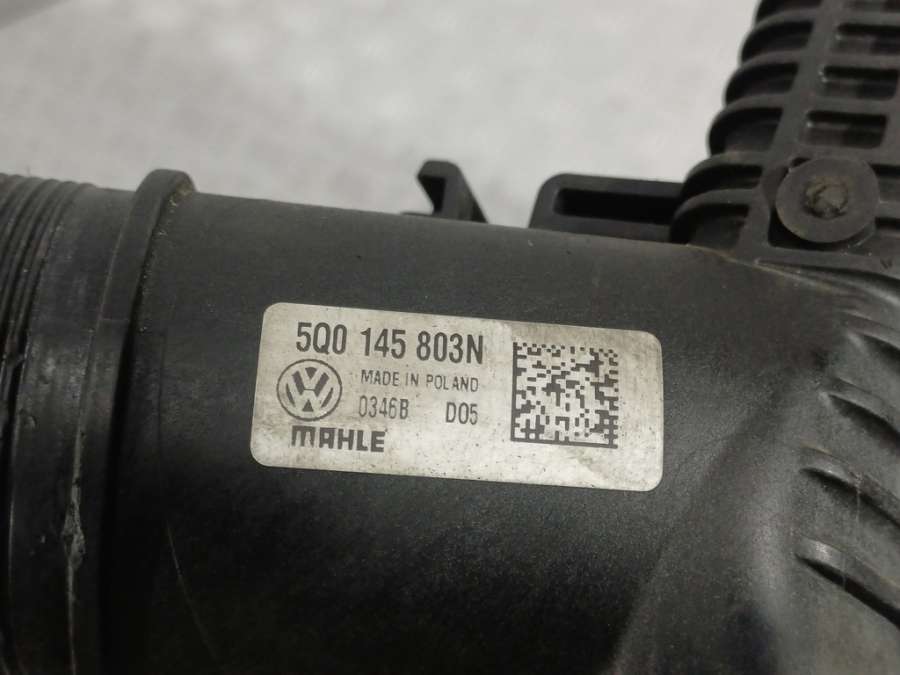 5Q0 145 803N
MADE IN POLAND
0346B D05
MAHLE